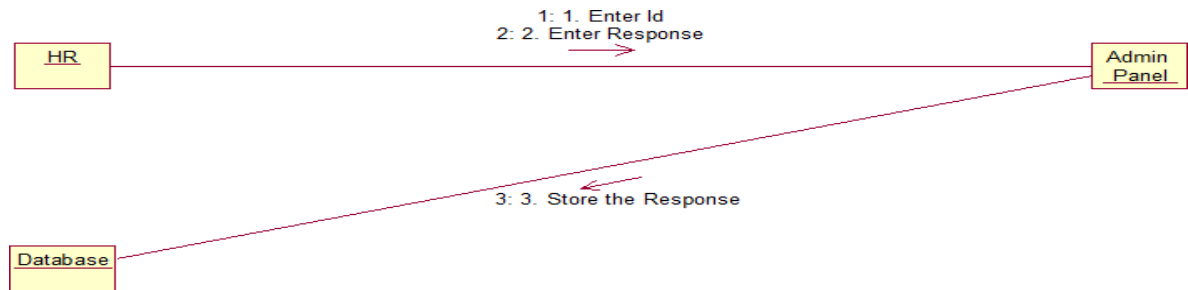 1: 1. Enter Id
2: 2. Enter Response
HR
Admin
Panel
3: 3. Store the Response
Database